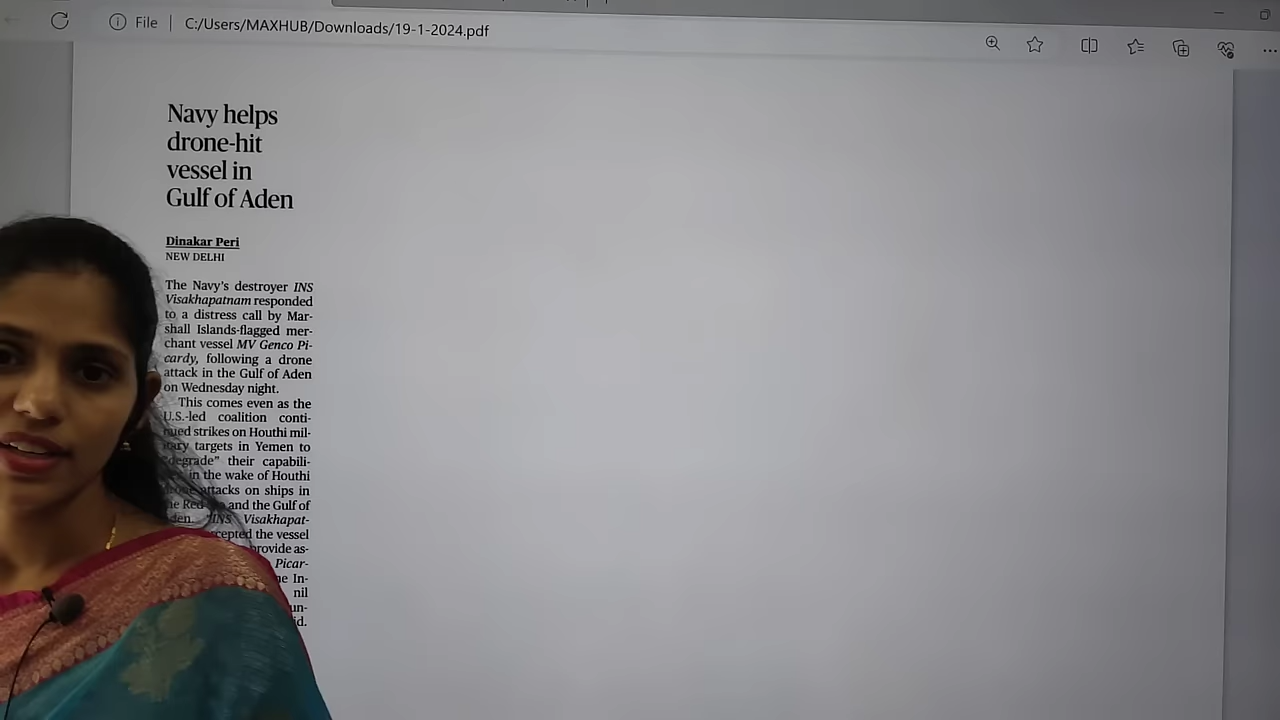 File
C:/Users/MAXHUB/Downloads/19-1-2024.pdf
Navy helps
drone-hit
vessel in
Gulf of Aden
Dinakar Peri
NEW DELHI
The Navy's destroyer INS
Visakhapatnam responded
to a distress call by Mar-
shall Islands-flagged mer-
chant vessel MV Genco Pi-
cardy, following a drone
attack in the Gulf of Aden
on Wednesday night.
This comes even as the
U.S.-led coalition conti-
nued strikes on Houthi mil-
targets in Yemen to
"degrade" their capabili-
in the wake of Houthi
attacks on ships in
and the Gulf of
"INS Visakhapat-
the vessel
provide as-
Picar-
In-
nil